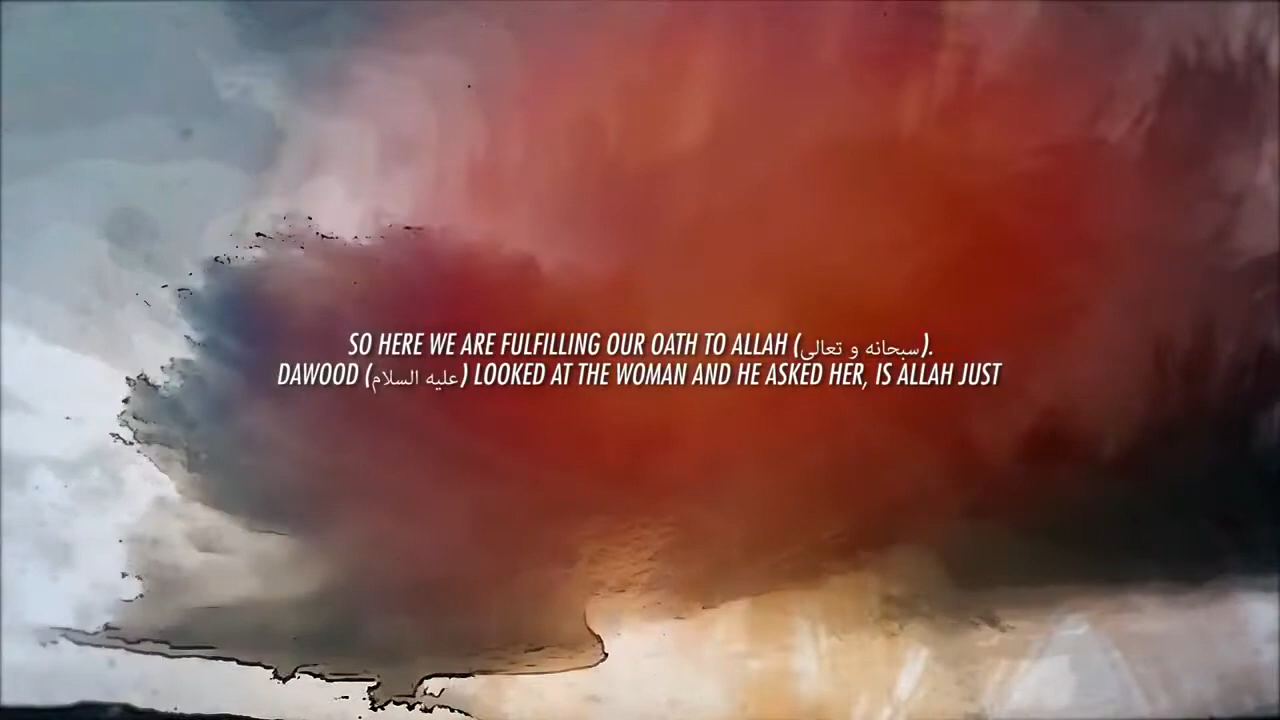 SO HERE WE ARE FULFILLING OUR OATH TO ALLAH (سبحانه و تعالى).
DAWOOD (عليه السلام) LOOKED AT THE WOMAN AND HE ASKED HER, IS ALLAH JUST